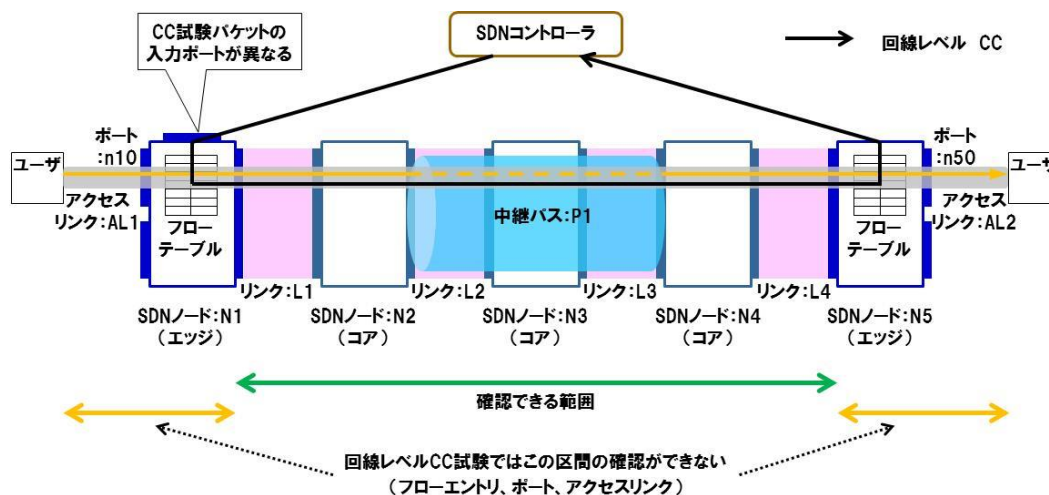 CC試験パケットの
入力ポートが異なる
SDNコントローラ
回線レベル CC
ポート
:n10
ポート
:n50
ユーザ
ユーザ
アクセス
リンク:AL1
フロー
テーブル
中継パス:P1
フロー
テーブル
アクセス
リンク:AL2
リンク:L1
リンク:L2
リンク:L3
リンク:L4
SDNノード:N1
(エッジ)
SDNノード:N2
(コア)
SDNノード:N3
(コア)
SDNノード:N4
(コア)
SDNノード:N5
(エッジ)
確認できる範囲
回線レベルCC試験ではこの区間の確認ができない
(フローエントリ、ポート、アクセスリンク)